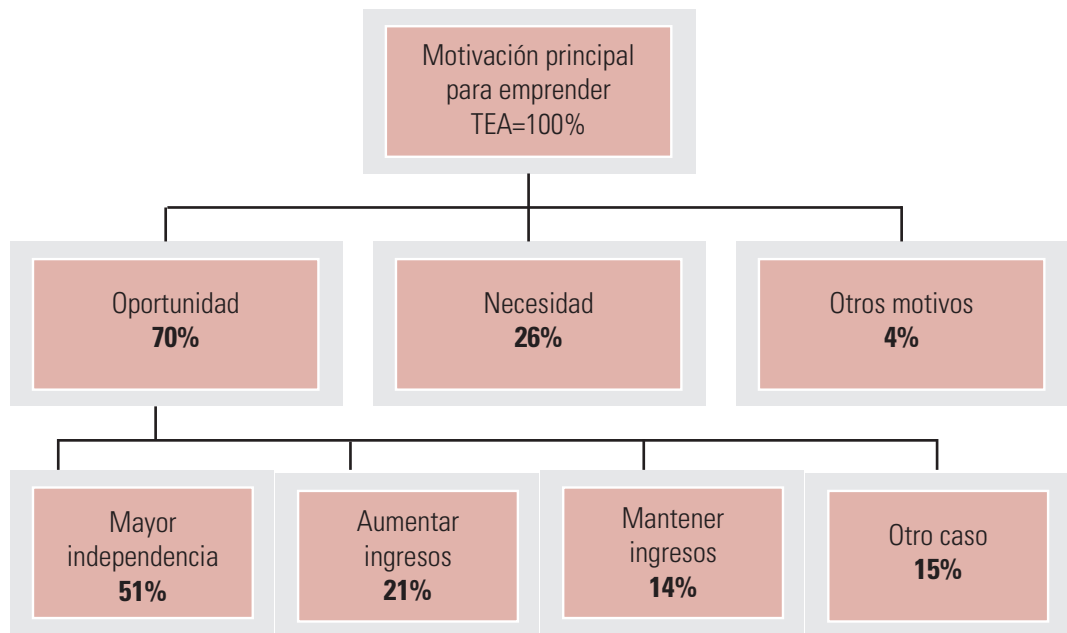 Motivación principal
para emprender
TEA=100%
Oportunidad
70%
Necesidad
26%
Otros motivos
4%
Mayor
independencia
51%
Aumentar
ingresos
21%
Mantener
ingresos
14%
Otro caso
15%